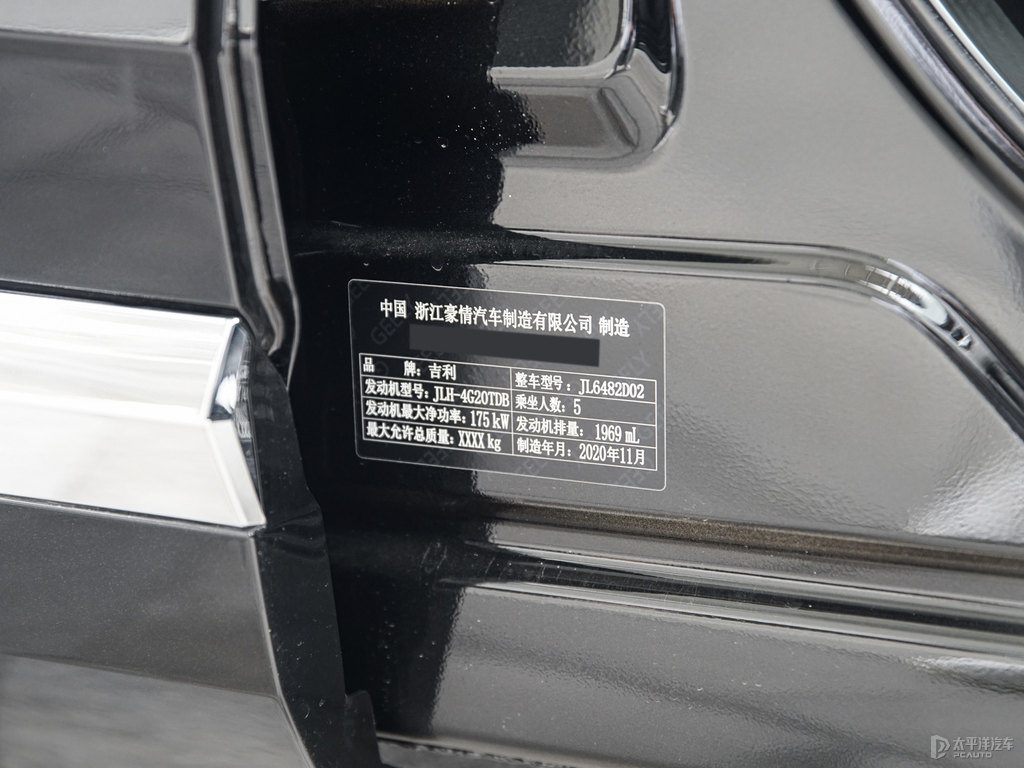 中国 浙江豪情汽车制造有限公司 制造
品 牌：吉利 整车型号：JL6482D02
发动机型号：JLH-4G20TDB 乘坐人数：5
发动机最大净功率：175 kW 发动机排量：1969 mL
最大允许总质量：XXXX kg 制造年月：2020年11月
太平洋汽车
PCAUTO